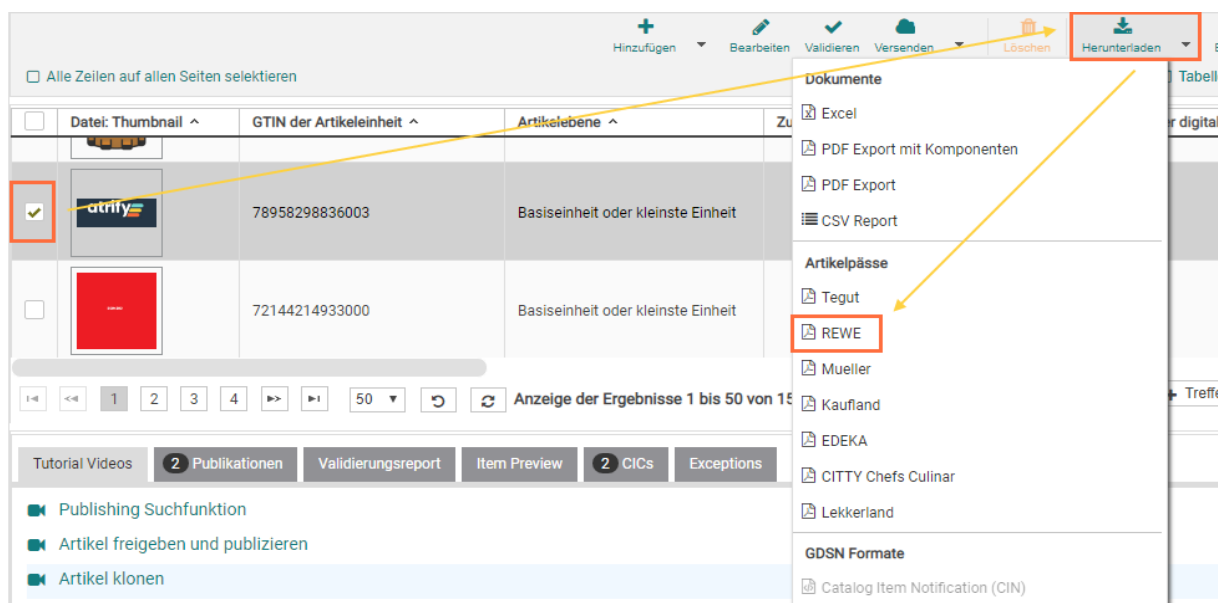 Hinzufügen Bearbeiten Validieren Versenden Löschen Herunterladen
Alle Zeilen auf allen Seiten selektieren
Datei: Thumbnail GTIN der Artikeleinheit Artikelebene Zu
atrify 78958298836003 Basiseinheit oder kleinste Einheit
72144214933000 Basiseinheit oder kleinste Einheit
1 2 3 4 50 Anzeige der Ergebnisse 1 bis 50 von 15
Tutorial Videos 2 Publikationen Validierungsreport Item Preview 2 CICs Exceptions
Publishing Suchfunktion
Artikel freigeben und publizieren
Artikel klonen
Dokumente
Excel
PDF Export mit Komponenten
PDF Export
CSV Report
Artikelpässe
Tegut
REWE
Mueller
Kaufland
EDEKA
CITTY Chefs Culinar
Lekkerland
GDSN Formate
Catalog Item Notification (CIN)
Tabell
r digital
Treffe